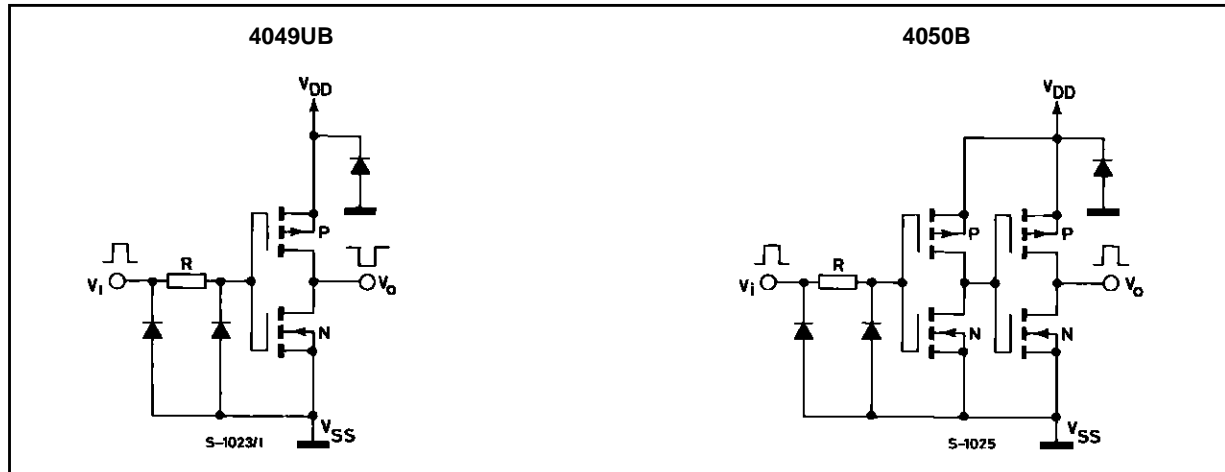 4049UB
VDD
P
R
VI
Vo
N
VSS
S-1023/1
4050B
VDD
P
P
R
Vi
Vo
N
N
VSS
S-1025